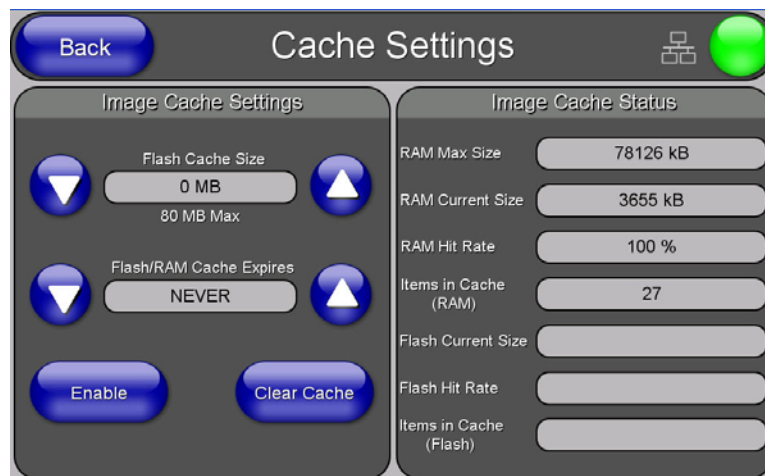 Back
Cache Settings
Image Cache Settings
Flash Cache Size
0 MB
80 MB Max
Flash/RAM Cache Expires
NEVER
Enable
Clear Cache
Image Cache Status
RAM Max Size
78126 kB
RAM Current Size
3655 kB
RAM Hit Rate
100 %
Items in Cache
(RAM)
27
Flash Current Size
Flash Hit Rate
Items in Cache
(Flash)